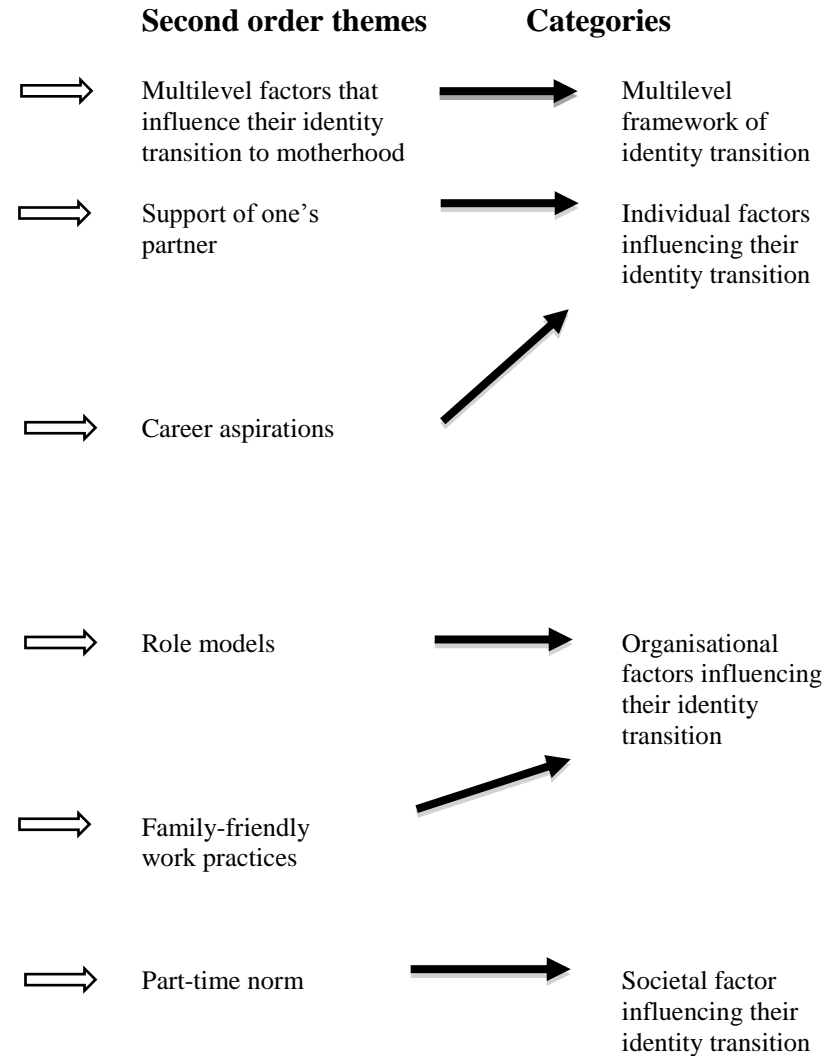 Second order themes Categories
Multilevel factors that
influence their identity
transition to motherhood
Multilevel
framework of
identity transition
Support of one’s
partner
Individual factors
influencing their
identity transition
Career aspirations
Role models
Organisational
factors influencing
their identity
transition
Family-friendly
work practices
Part-time norm
Societal factor
influencing their
identity transition